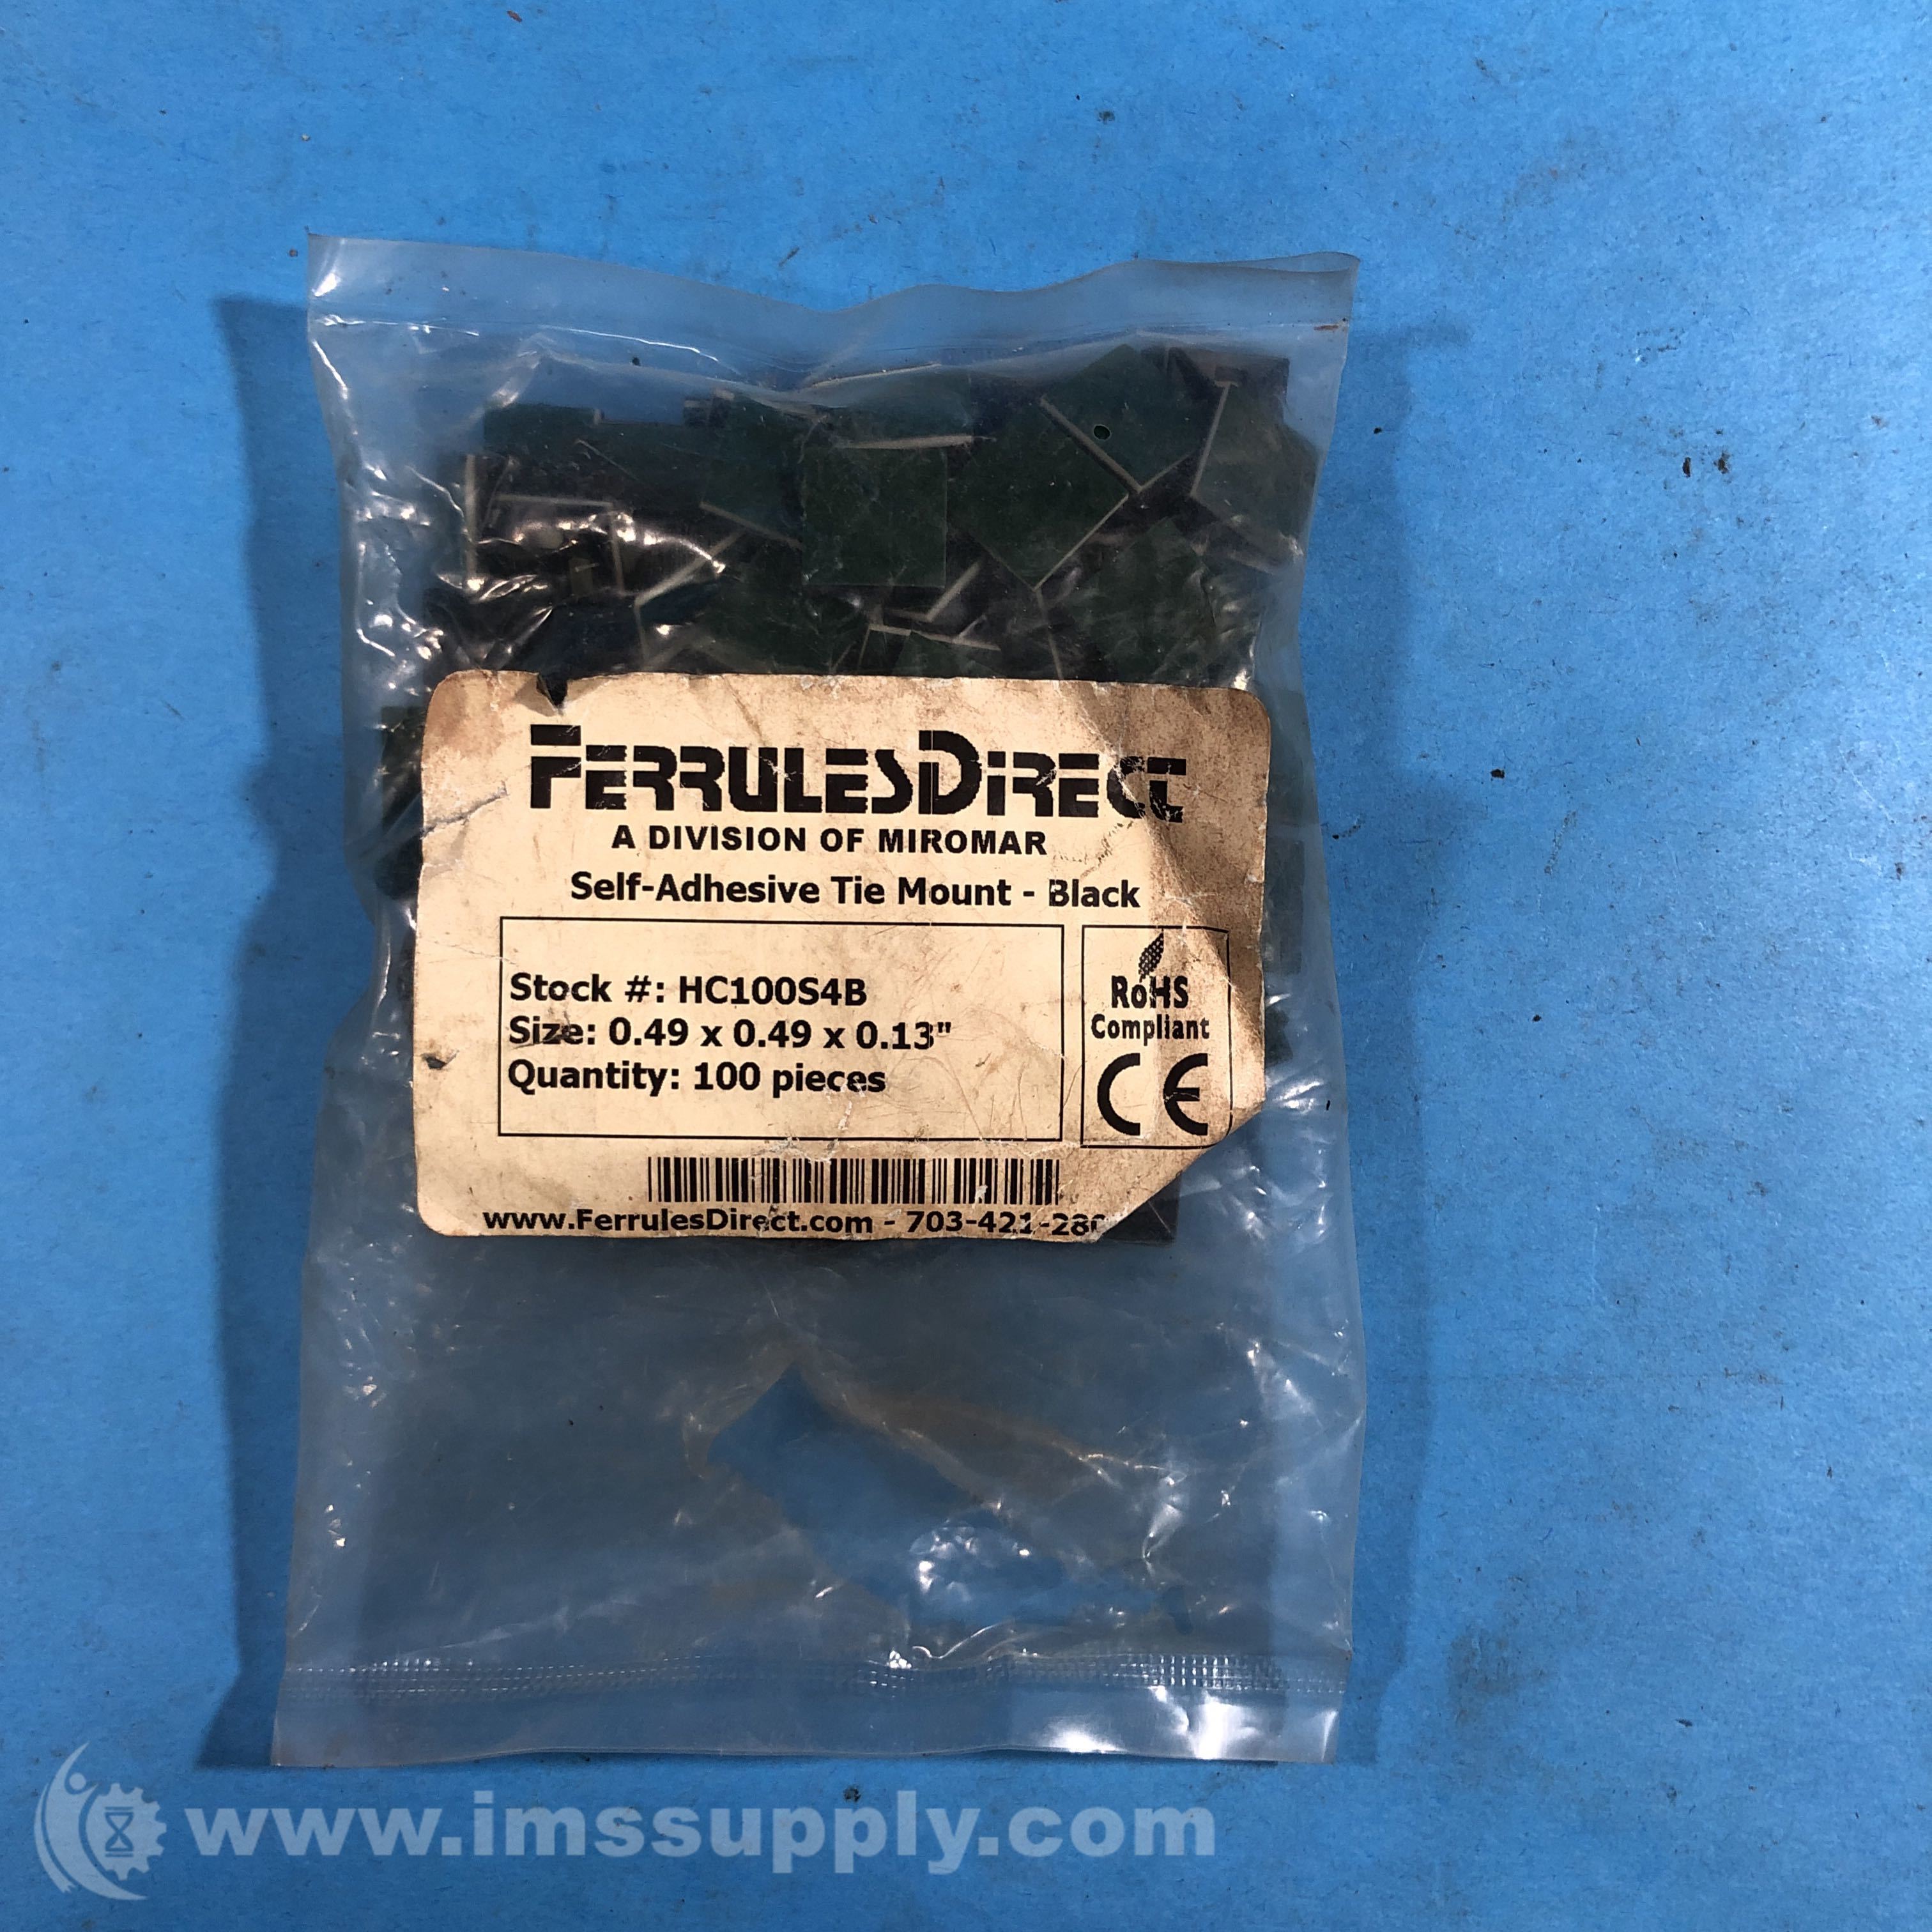 FERRULESDIRECT
A DIVISION OF MIROMAR
Self-Adhesive Tie Mount - Black
Stock #: HC100S4B
Size: 0.49 x 0.49 x 0.13"
Quantity: 100 pieces
RoHS
Compliant
CE
www.FerrulesDirect.com -
www.imssupply.com